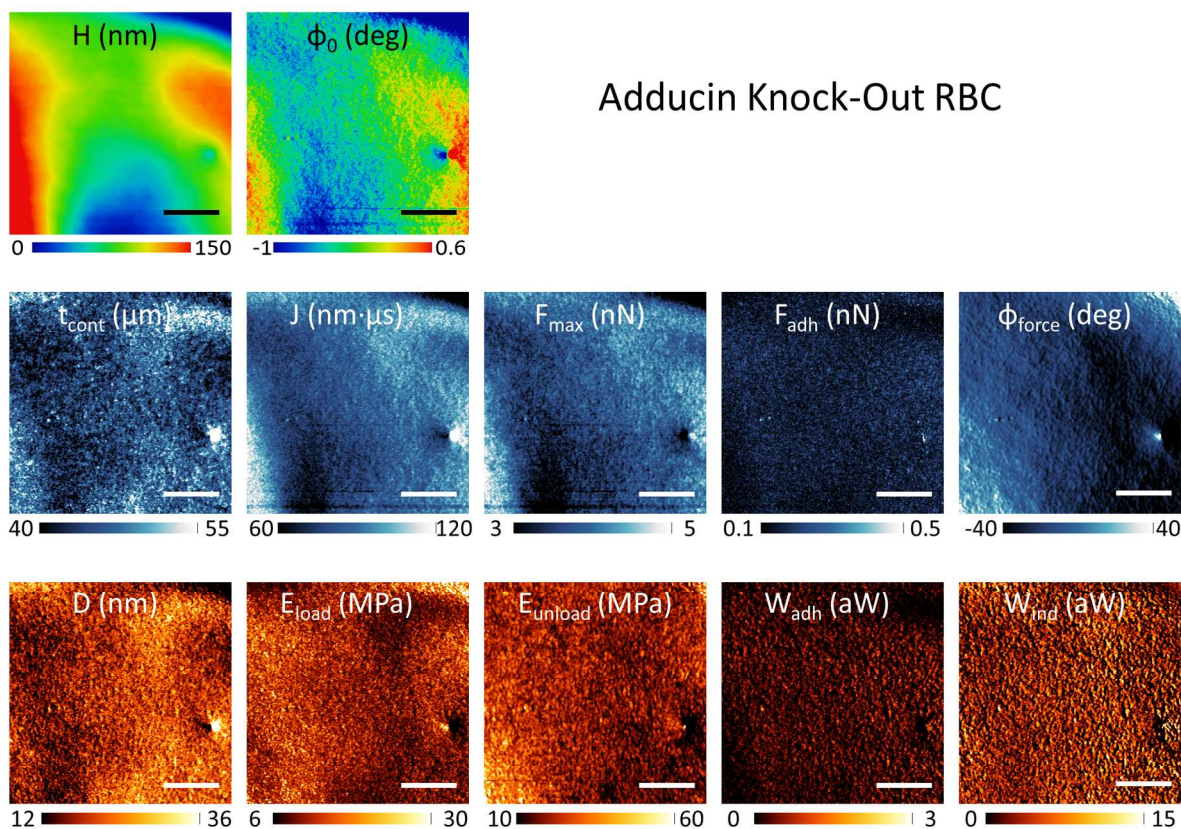 H (nm)
ϕ0 (deg)
Adducin Knock-Out RBC
0 150
-1 0.6
tcont (μm)
J (nm·μs)
Fmax (nN)
Fadh (nN)
ϕforce (deg)
40 55
60 120
3 5
0.1 0.5
-40 40
D (nm)
Eload (MPa)
Eunload (MPa)
Wadh (aW)
Wind (aW)
12 36
6 30
10 60
0 3
0 15